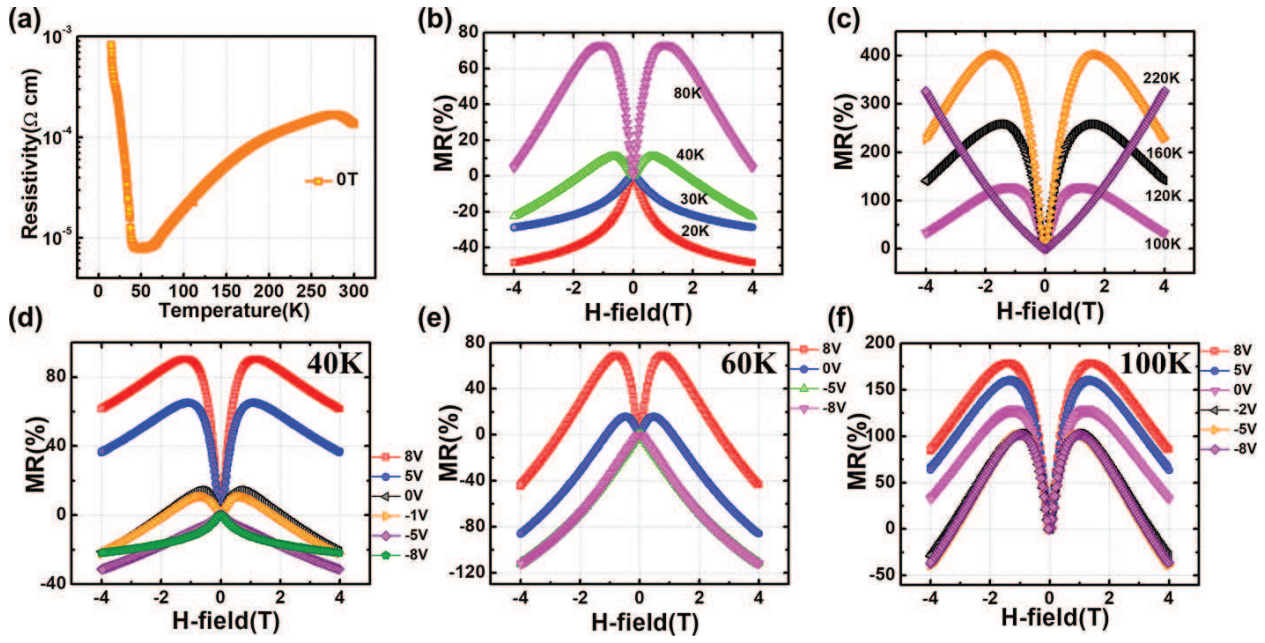 (a)
10⁻³
10⁻⁴
10⁻⁵
Resistivity(Ω cm)
0T
0 50 100 150 200 250 300
Temperature(K)
(b)
80
60
40
20
0
-20
-40
MR(%)
80K
40K
30K
20K
-4 -2 0 2 4
H-field(T)
(c)
400
300
200
100
0
MR(%)
220K
160K
120K
100K
-4 -2 0 2 4
H-field(T)
(d)
40K
80
40
0
-40
MR(%)
8V
5V
0V
-1V
-5V
-8V
-4 -2 0 2 4
H-field(T)
(e)
60K
80
40
0
-40
-80
-120
MR(%)
8V
0V
-5V
-8V
-4 -2 0 2 4
H-field(T)
(f)
100K
200
150
100
50
0
-50
MR(%)
8V
5V
0V
-2V
-5V
-8V
-4 -2 0 2 4
H-field(T)